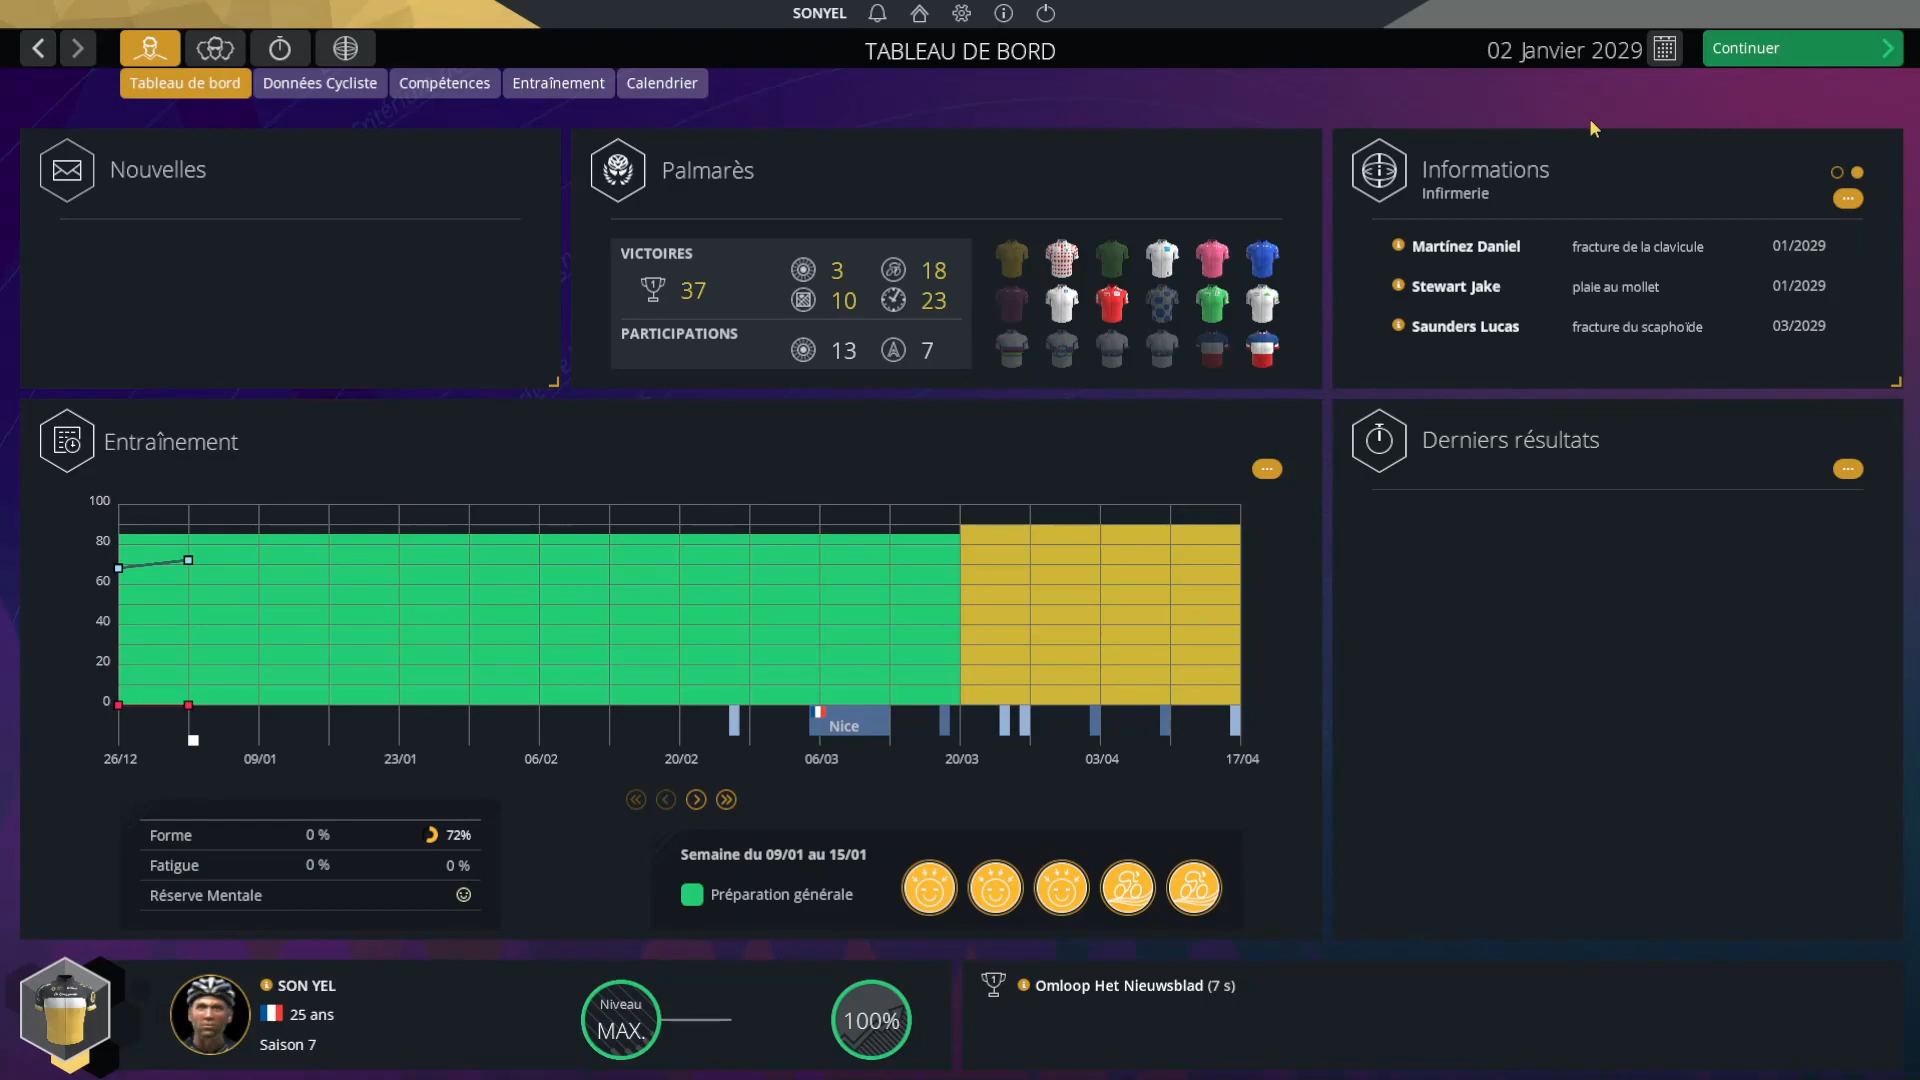 SONYEL
TABLEAU DE BORD
02 Janvier 2029
Continuer
Tableau de bord
Données Cycliste
Compétences
Entraînement
Calendrier
Nouvelles
Palmarès
VICTOIRES
37
3
18
10
23
PARTICIPATIONS
13
7
Informations
Infirmerie
Martínez Daniel fracture de la clavicule 01/2029
Stewart Jake plaie au mollet 01/2029
Saunders Lucas fracture du scaphoïde 03/2029
Entraînement
100
80
60
40
20
0
Nice
26/12 09/01 23/01 06/02 20/02 06/03 20/03 03/04 17/04
Forme 0 % 72%
Fatigue 0 % 0 %
Réserve Mentale
Semaine du 09/01 au 15/01
Préparation générale
Derniers résultats
SON YEL
25 ans
Saison 7
Niveau
MAX.
100%
Omloop Het Nieuwsblad (7 s)